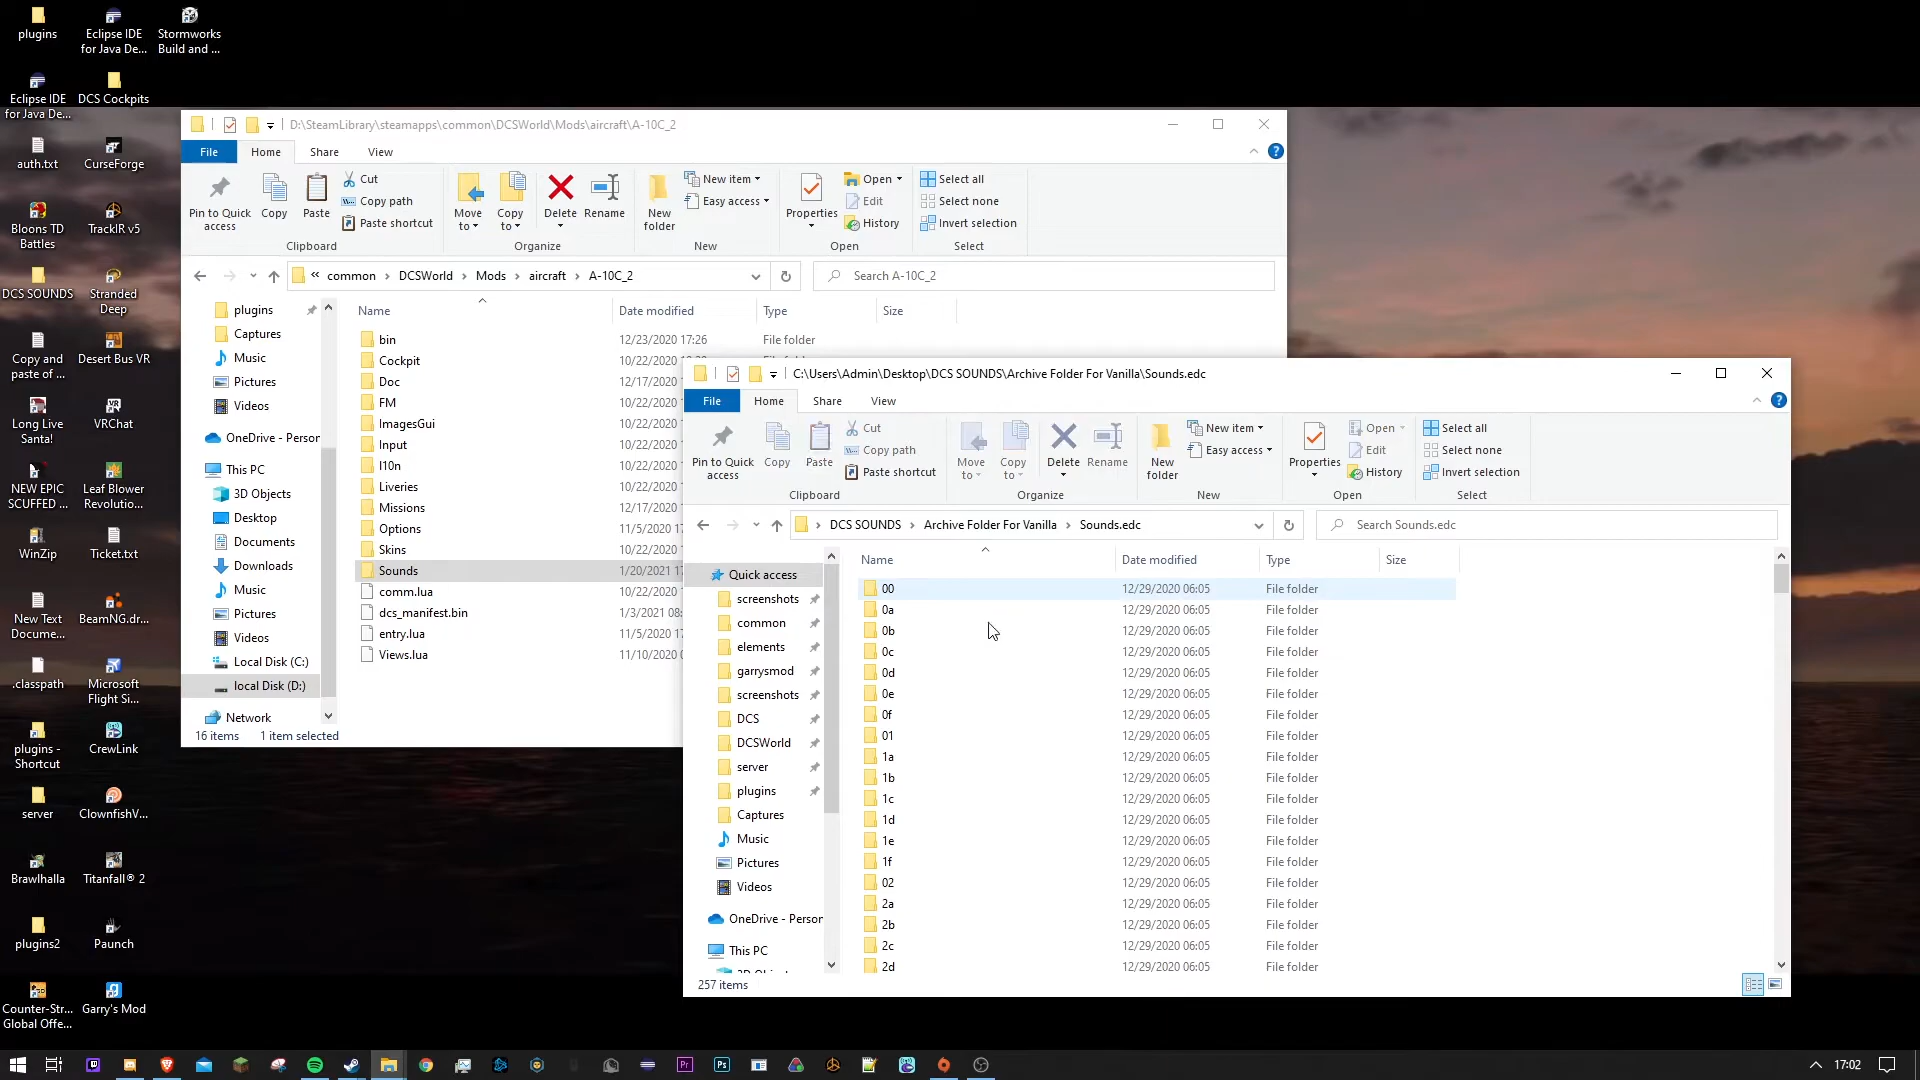 plugins
Eclipse IDE
for Java De...
Stormworks
Build and ...
Eclipse IDE
for Java De...
DCS Cockpits
auth.txt
CurseForge
Bloons TD
Battles
TrackIR v5
DCS SOUNDS
Stranded
Deep
Copy and
paste of ...
Desert Bus VR
Long Live
Santa!
VRChat
NEW EPIC
SCUFFED ...
Leaf Blower
Revolutio...
WinZip
Ticket.txt
New Text
Docume...
BeamNG.dr...
.classpath
Microsoft
Flight Si...
plugins -
Shortcut
CrewLink
server
ClownfishV...
Brawlhalla
Titanfall® 2
plugins2
Paunch
Counter-Str...
Global Offe...
Garry's Mod
D:\SteamLibrary\steamapps\common\DCSWorld\Mods\aircraft\A-10C_2
File
Home
Share
View
Pin to Quick
access
Copy
Paste
Cut
Copy path
Paste shortcut
Clipboard
Move
to
Copy
to
Delete
Rename
Organize
New
folder
New item
Easy access
New
Properties
Open
Edit
History
Open
Select all
Select none
Invert selection
Select
« common > DCSWorld > Mods > aircraft > A-10C_2
Search A-10C_2
plugins
Captures
Music
Pictures
Videos
OneDrive - Person
This PC
3D Objects
Desktop
Documents
Downloads
Music
Pictures
Videos
Local Disk (C:)
local Disk (D:)
Network
Name Date modified Type Size
bin 12/23/2020 17:26 File folder
Cockpit
Doc 12/17/2020
FM 10/22/2020
ImagesGui 10/22/2020
Input 10/22/2020
l10n 10/22/2020
Liveries 10/22/2020
Missions 12/17/2020
Options 11/5/2020 1
Skins 10/22/2020
Sounds 1/20/2021 1
comm.lua 10/22/2020
dcs_manifest.bin 1/3/2021 08:
entry.lua 11/5/2020 1
Views.lua 11/10/2020 0
16 items 1 item selected
C:\Users\Admin\Desktop\DCS SOUNDS\Archive Folder For Vanilla\Sounds.edc
File
Home
Share
View
Pin to Quick
access
Copy
Paste
Cut
Copy path
Paste shortcut
Clipboard
Move
to
Copy
to
Delete
Rename
Organize
New
folder
New item
Easy access
New
Properties
Open
Edit
History
Open
Select all
Select none
Invert selection
Select
> DCS SOUNDS > Archive Folder For Vanilla > Sounds.edc
Search Sounds.edc
Quick access
screenshots
common
elements
garrysmod
screenshots
DCS
DCSWorld
server
plugins
Captures
Music
Pictures
Videos
OneDrive - Person
This PC
Name Date modified Type Size
00 12/29/2020 06:05 File folder
0a 12/29/2020 06:05 File folder
0b 12/29/2020 06:05 File folder
0c 12/29/2020 06:05 File folder
0d 12/29/2020 06:05 File folder
0e 12/29/2020 06:05 File folder
0f 12/29/2020 06:05 File folder
01 12/29/2020 06:05 File folder
1a 12/29/2020 06:05 File folder
1b 12/29/2020 06:05 File folder
1c 12/29/2020 06:05 File folder
1d 12/29/2020 06:05 File folder
1e 12/29/2020 06:05 File folder
1f 12/29/2020 06:05 File folder
02 12/29/2020 06:05 File folder
2a 12/29/2020 06:05 File folder
2b 12/29/2020 06:05 File folder
2c 12/29/2020 06:05 File folder
2d 12/29/2020 06:05 File folder
257 items
17:02